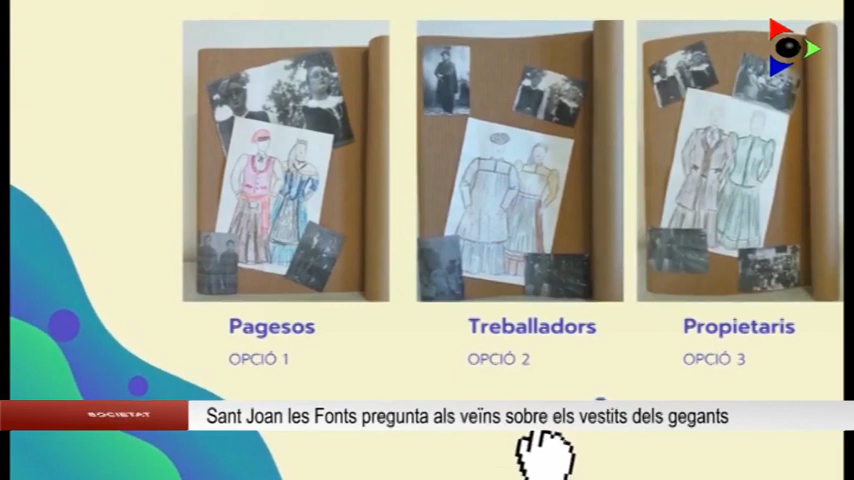 Pagesos
Treballadors
Propietaris
OPCIÓ 1
OPCIÓ 2
OPCIÓ 3
SOCIETAT
Sant Joan les Fonts pregunta als veïns sobre els vestits dels gegants